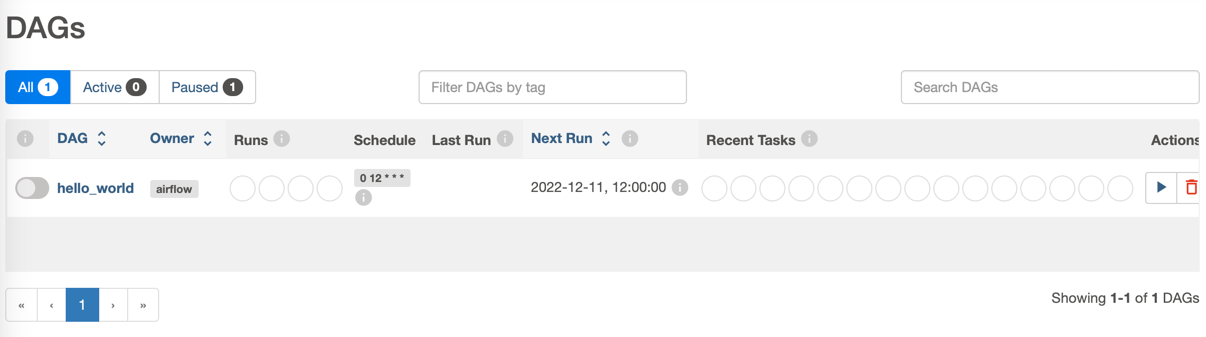 DAGs
All 1 Active 0 Paused 1 Filter DAGs by tag Search DAGs
i DAG Owner Runs i Schedule Last Run i Next Run i Recent Tasks i Actions
hello_world airflow 0 12 * * * i 2022-12-11, 12:00:00 i
« ‹ 1 › » Showing 1-1 of 1 DAGs